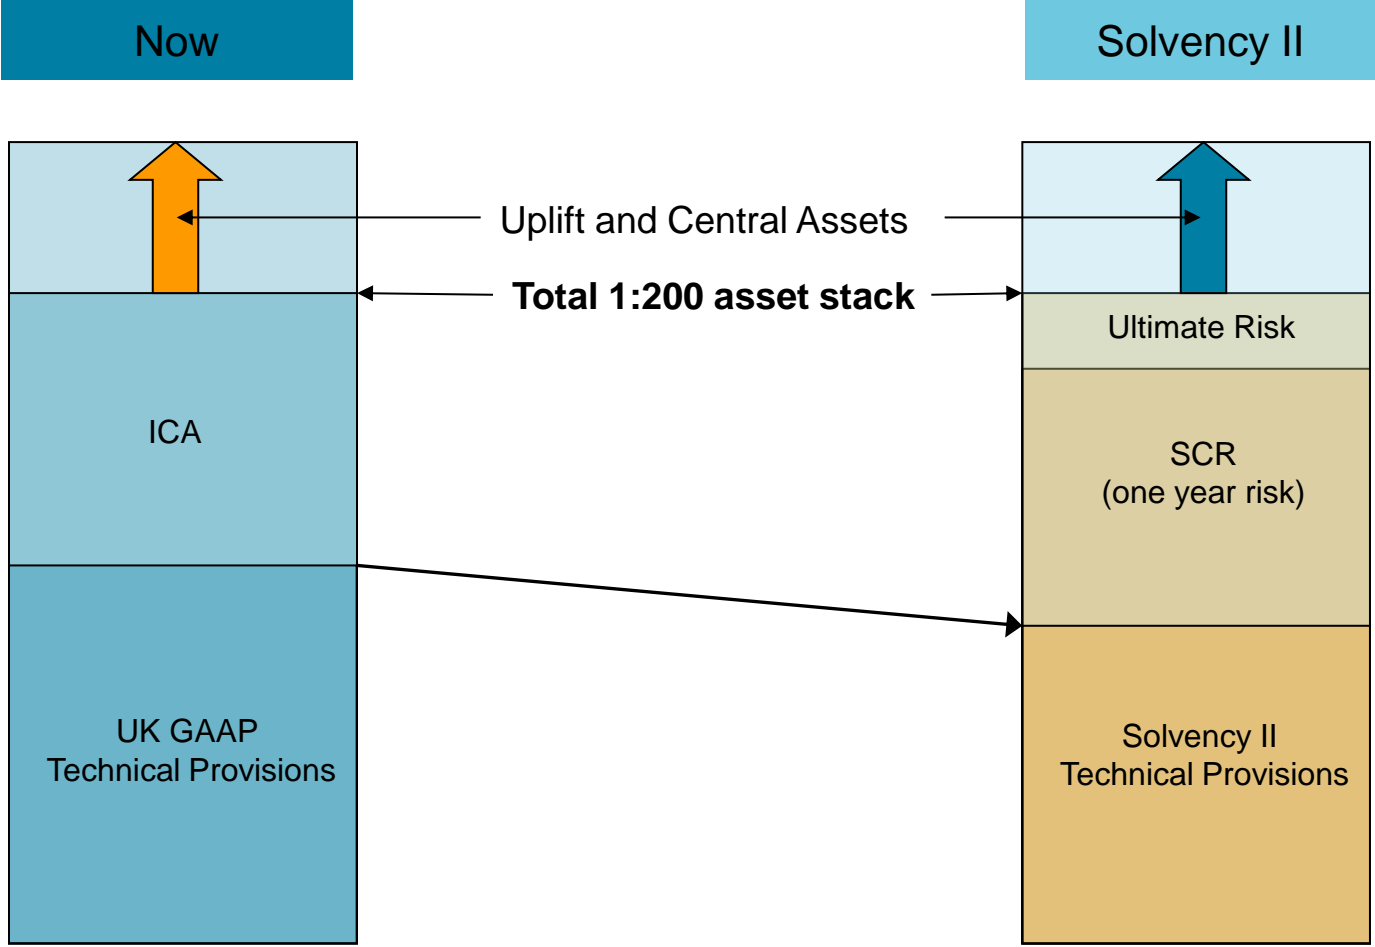 Now
Solvency II
Uplift and Central Assets
Total 1:200 asset stack
Ultimate Risk
ICA
SCR
(one year risk)
UK GAAP
Technical Provisions
Solvency II
Technical Provisions